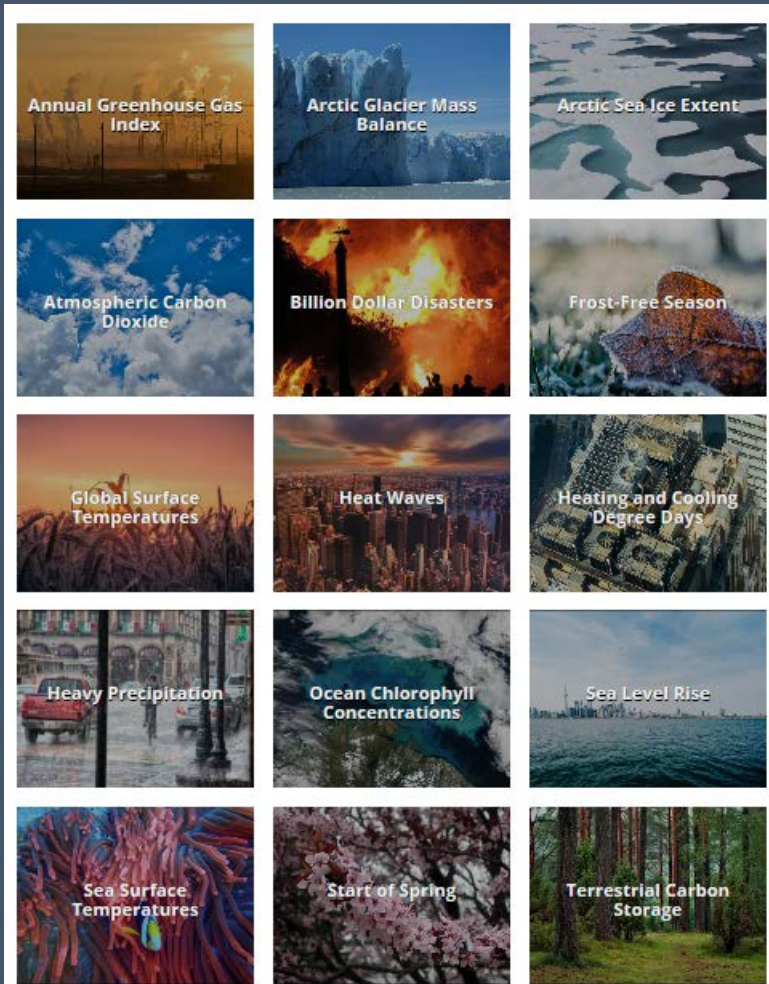 Annual Greenhouse Gas
Index
Arctic Glacier Mass
Balance
Arctic Sea Ice Extent
Atmospheric Carbon
Dioxide
Billion Dollar Disasters
Frost-Free Season
Global Surface
Temperatures
Heat Waves
Heating and Cooling
Degree Days
Heavy Precipitation
Ocean Chlorophyll
Concentrations
Sea Level Rise
Sea Surface
Temperatures
Start of Spring
Terrestrial Carbon
Storage